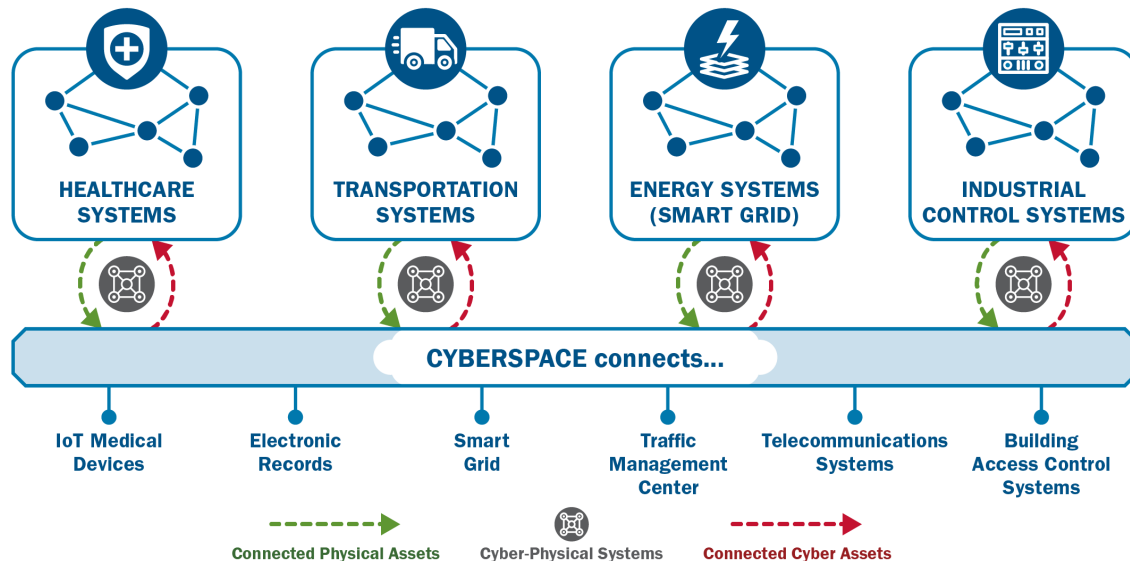 HEALTHCARE
SYSTEMS
TRANSPORTATION
SYSTEMS
ENERGY SYSTEMS
(SMART GRID)
INDUSTRIAL
CONTROL SYSTEMS
CYBERSPACE connects...
IoT Medical
Devices
Electronic
Records
Smart
Grid
Traffic
Management
Center
Telecommunications
Systems
Building
Access Control
Systems
Connected Physical Assets
Cyber-Physical Systems
Connected Cyber Assets